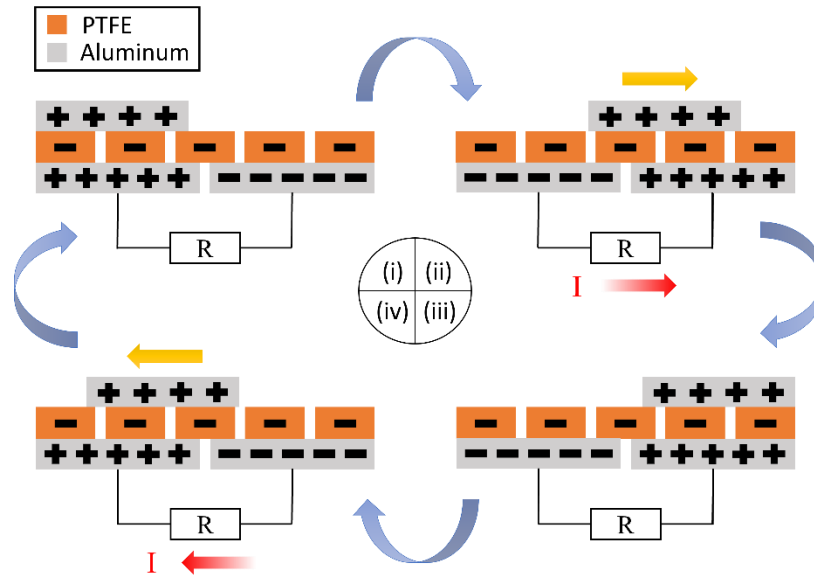 PTFE
Aluminum
R
R
I
(i)
(ii)
(iv)
(iii)
R
I
R